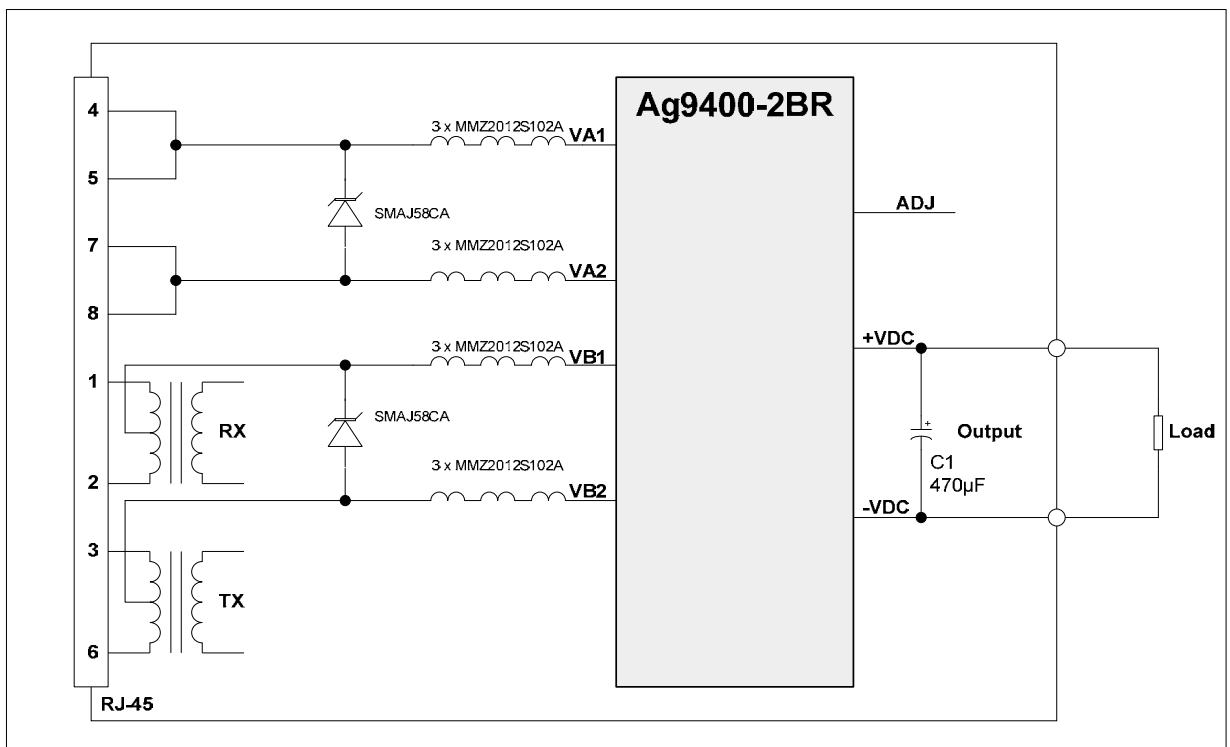 Ag9400-2BR
4
3 x MMZ2012S102A
VA1
5
ADJ
SMAJ58CA
7
3 x MMZ2012S102A
VA2
8
3 x MMZ2012S102A
VB1
+VDC
1
SMAJ58CA
RX
+
Output
Load
C1
470µF
3 x MMZ2012S102A
2
VB2
-VDC
3
TX
6
RJ-45